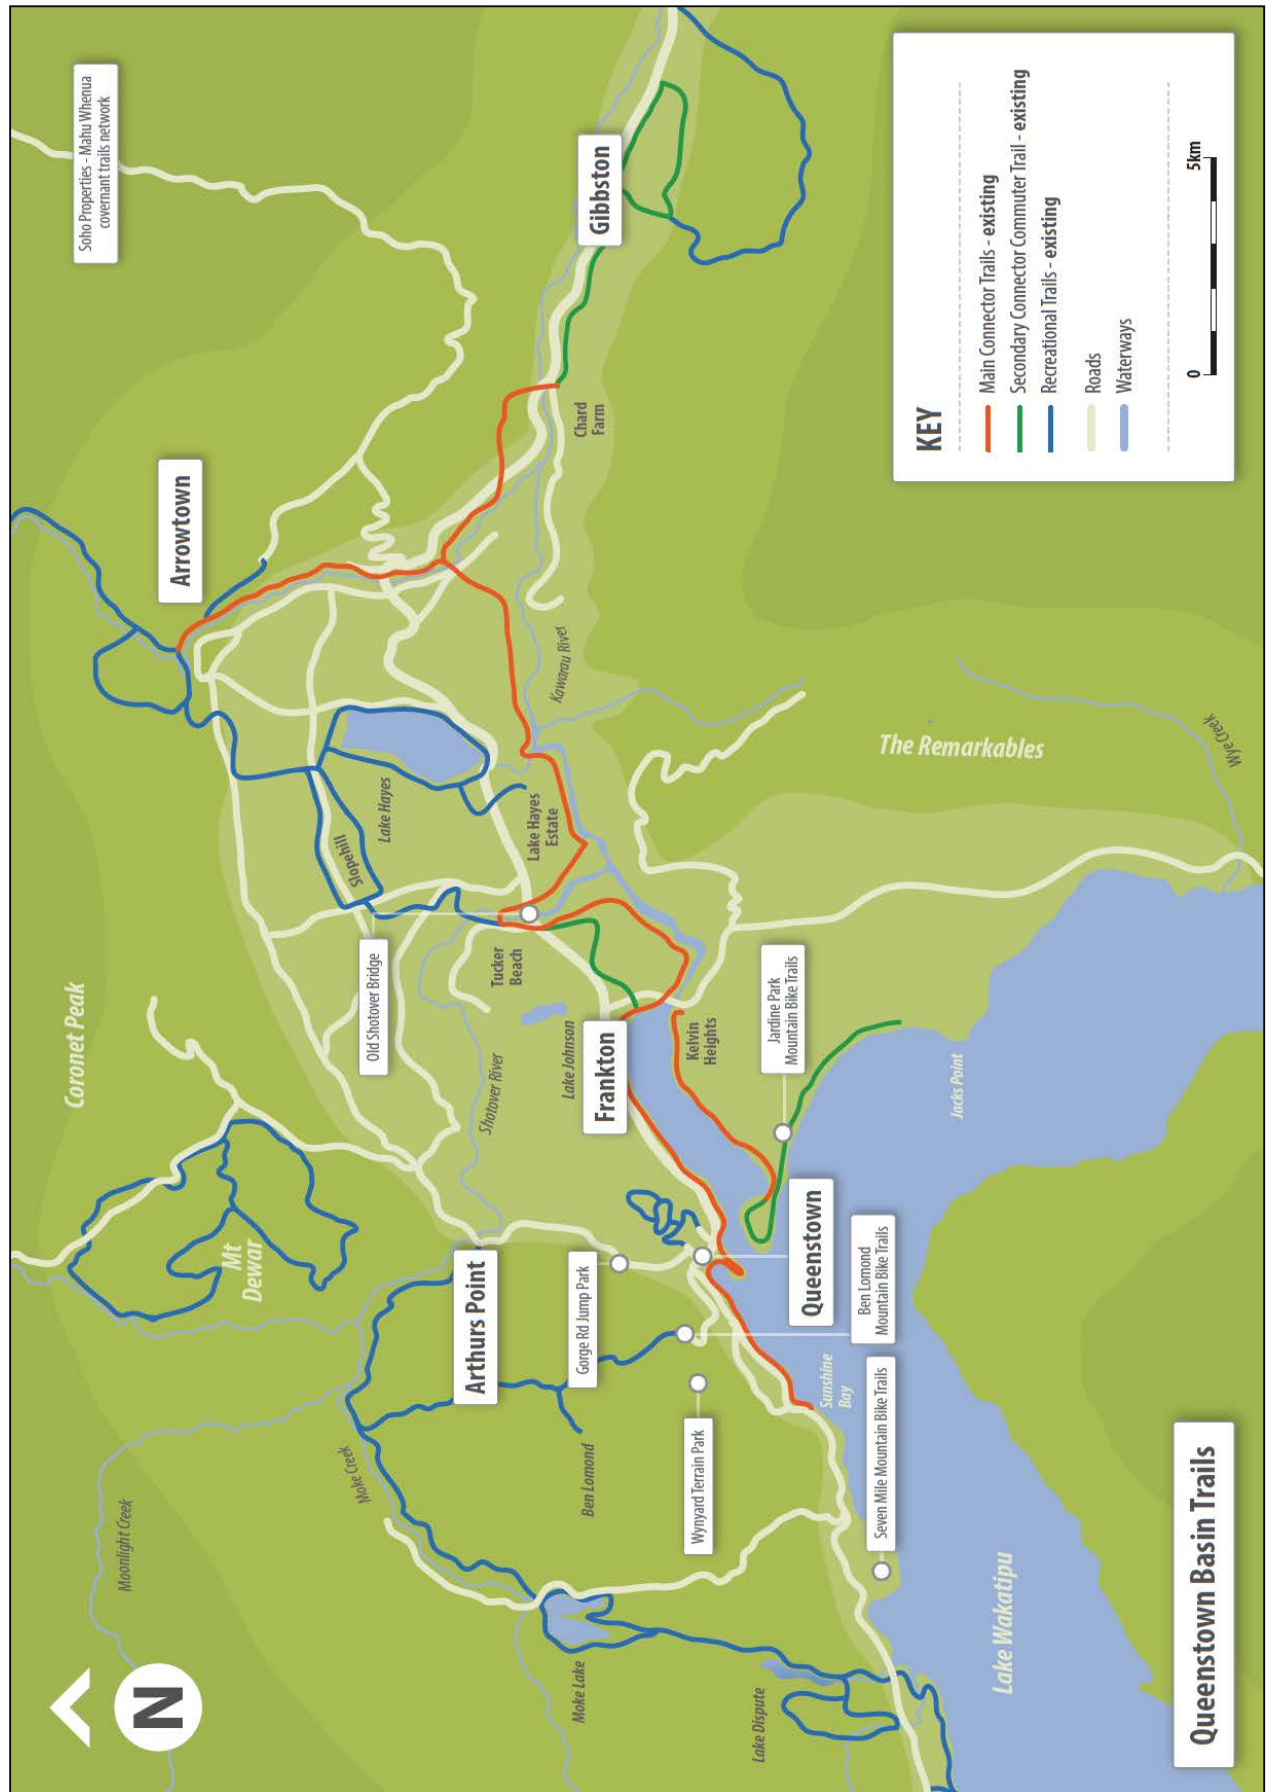 Soho Properties - Mahu Whenua
covernant trails network
Coronet Peak
Arrowtown
Gibbston
Mt
Dewar
Moonlight Creek
Moke Creek
Arthurs Point
Old Shotover Bridge
Slopehill
Lake Hayes
Shotover River
Tucker
Beach
Lake Hayes
Estate
Kawarau River
Chard
Farm
Lake Johnson
Frankton
Gorge Rd Jump Park
Ben Lomond
Moke Lake
Wynyard Terrain Park
Kelvin
Heights
Jardine Park
Mountain Bike Trails
Queenstown
Ben Lomond
Mountain Bike Trails
Sunshine
Bay
Seven Mile Mountain Bike Trails
Lake Dispute
Lake Wakatipu
Jacks Point
The Remarkables
Wye Creek
KEY
Main Connector Trails - existing
Secondary Connector Commuter Trail - existing
Recreational Trails - existing
Roads
Waterways
0
5km
N
Queenstown Basin Trails